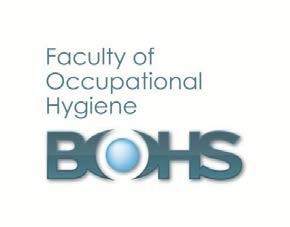 Faculty of
Occupational
Hygiene
BOHS